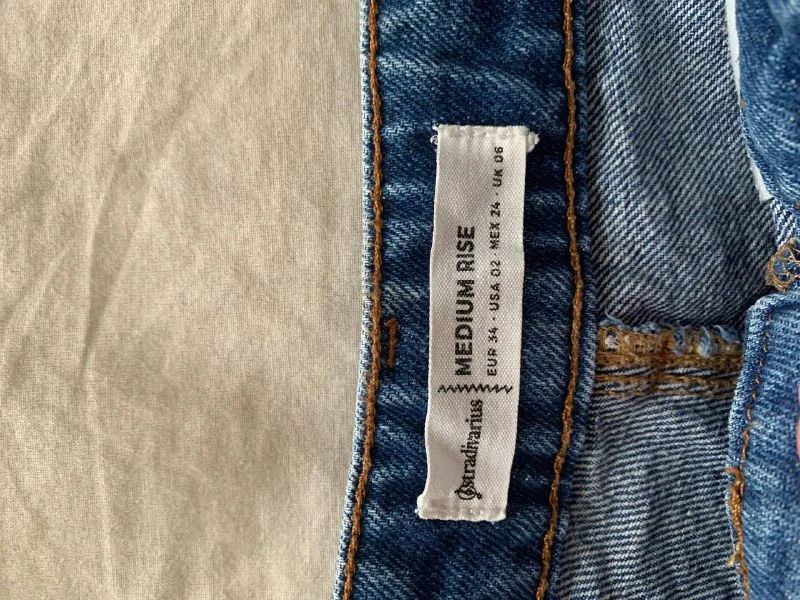 Stradivarius
MEDIUM RISE
EUR 34 · USA 02 · MEX 24 · UK 06